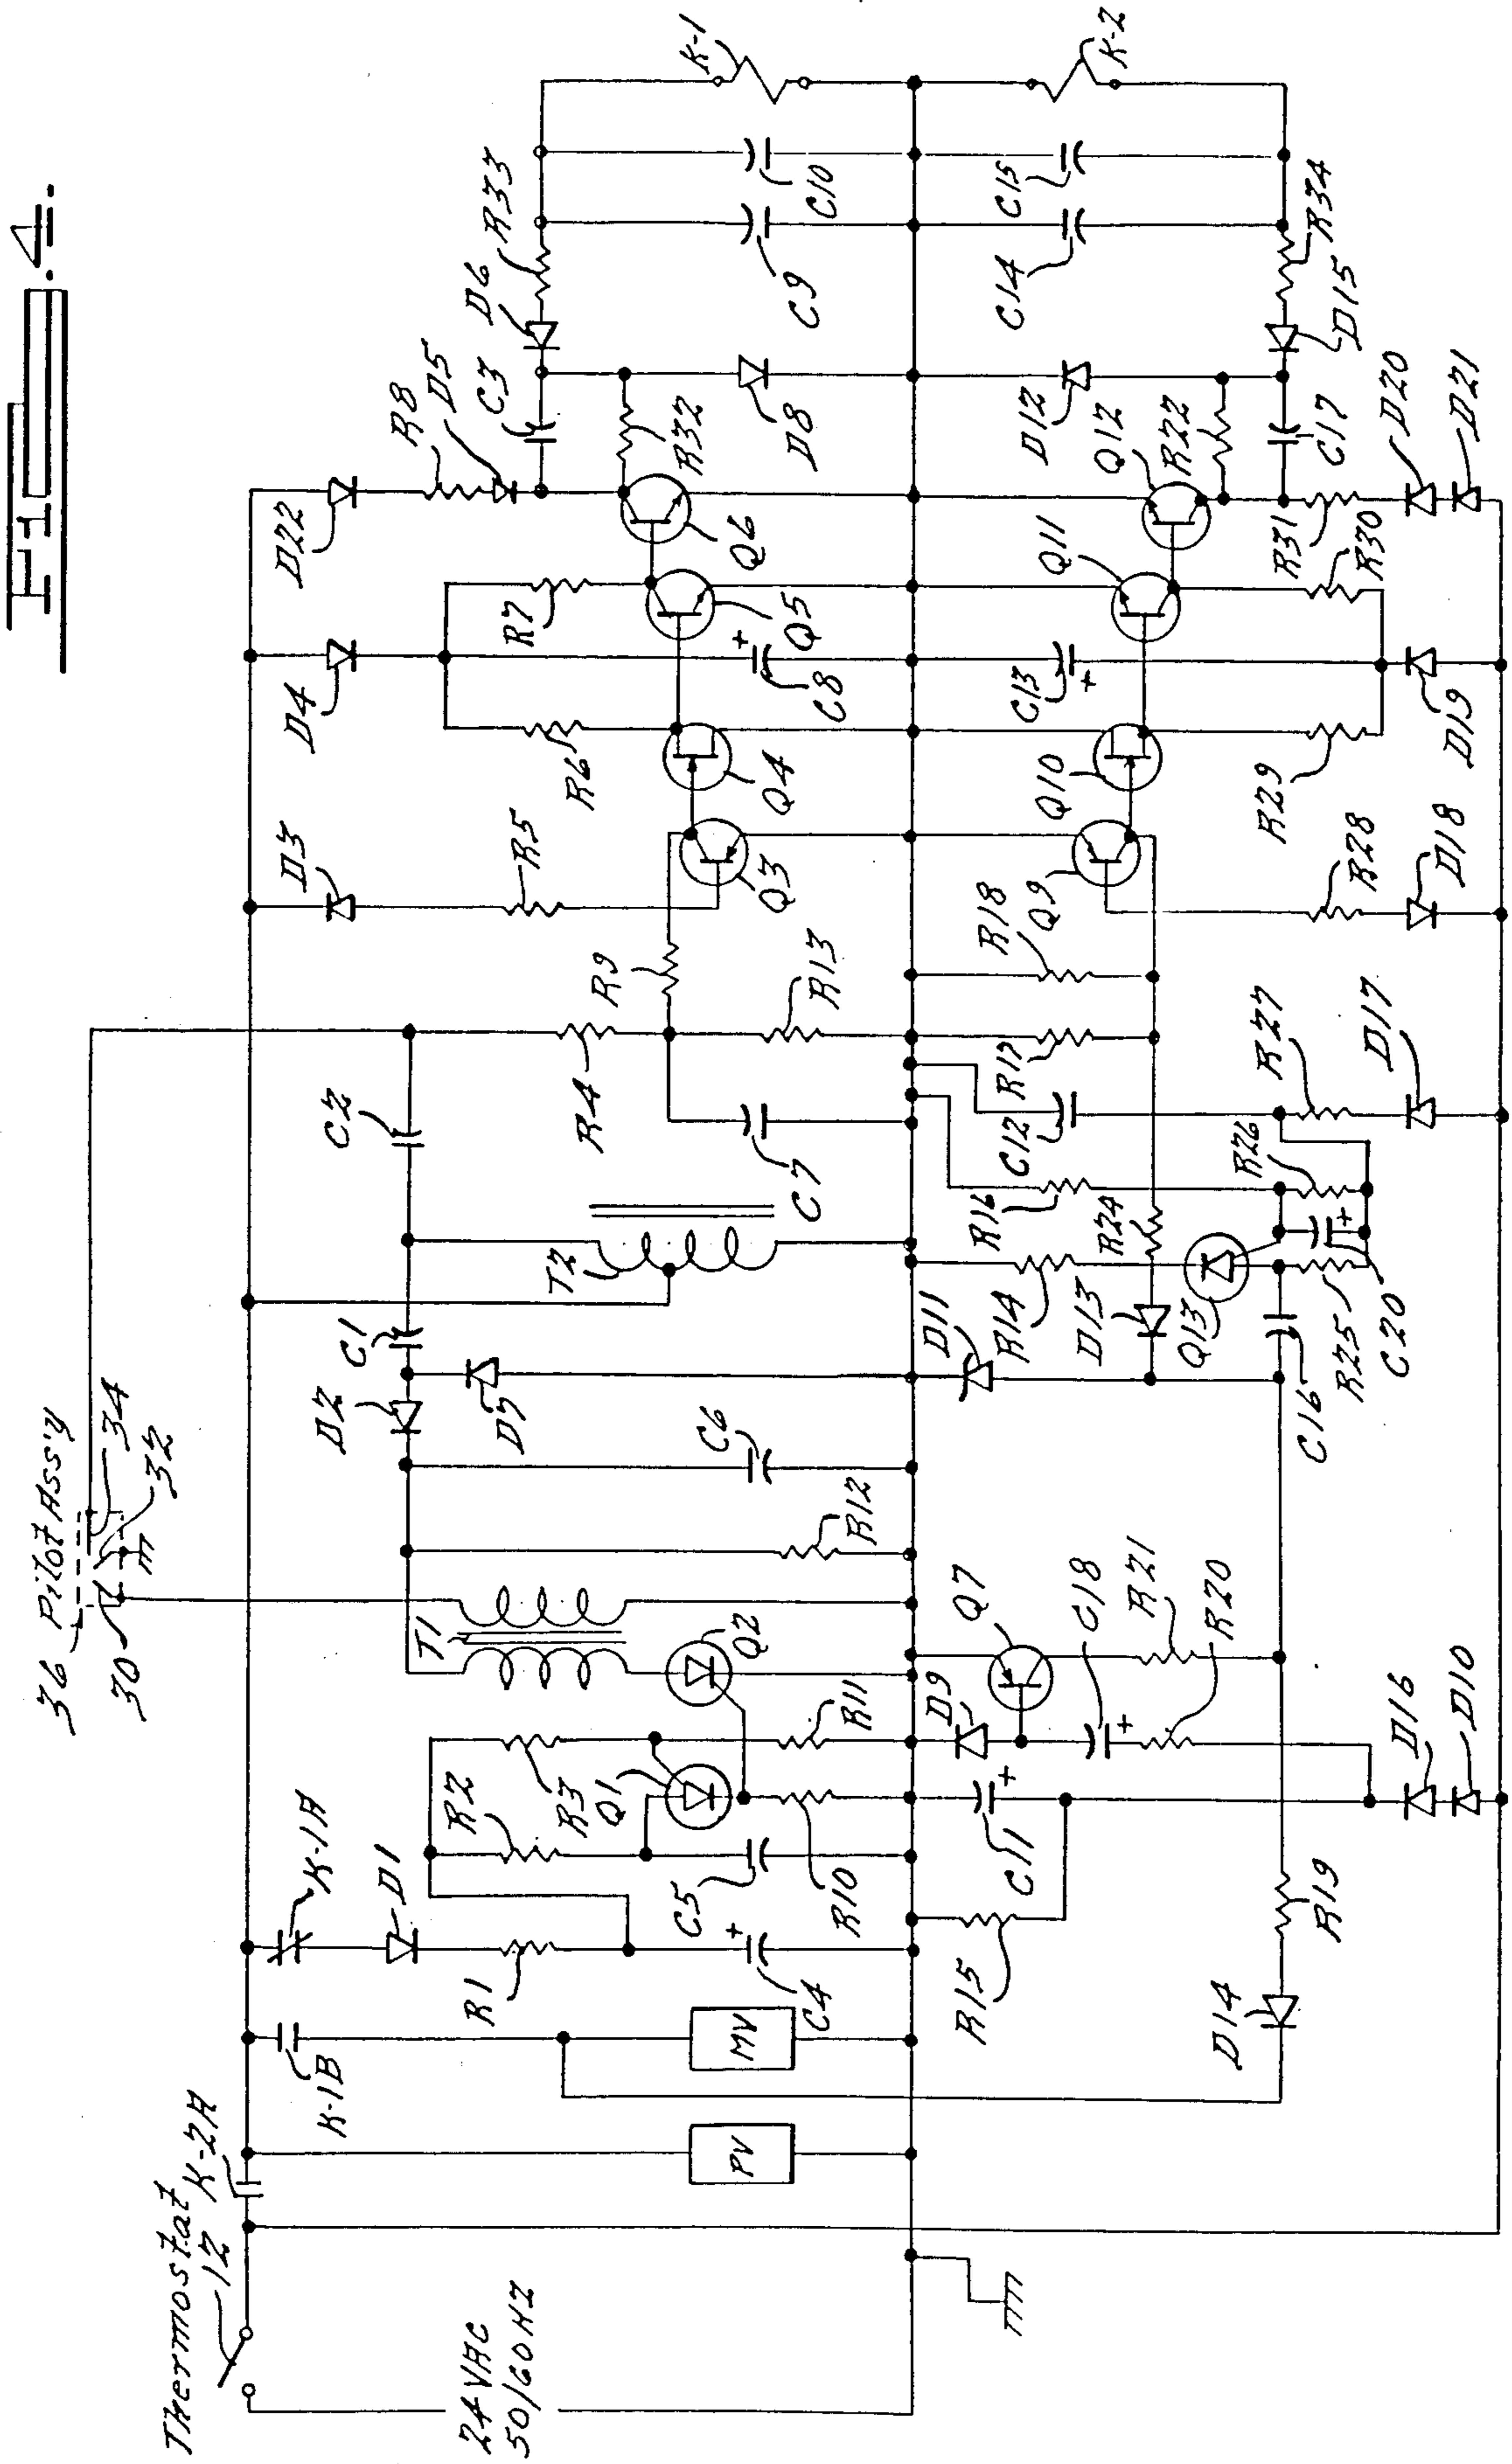 FIG.4.
36
Pilot Ass'y
34
32
30
Thermostat
12
K-2A
24 VAC
50/60 HZ
K-1B
K-1A
D1
R1
R2
R3
Q1
T1
Q2
D2
C1
D7
T2
C2
R4
R9
D3
R5
D4
R6
R7
D22
R8
D5
C3
D6
R33
K-1
PV
MV
C4
C5
R10
R11
R12
C6
C7
R13
Q3
Q4
C8
Q5
Q6
R32
D8
C9
C10
R15
C11
D9
Q7
C18
R21
R20
D11
R14
D13
R24
R16
C12
R17
R18
Q9
Q10
C13
Q11
Q12
D12
R22
C14
C15
K-2
D14
R19
D16
D10
C16
Q13
R25
C20
R26
R27
D17
R28
D18
R29
D19
R30
R31
C17
D20
D21
D15
R34